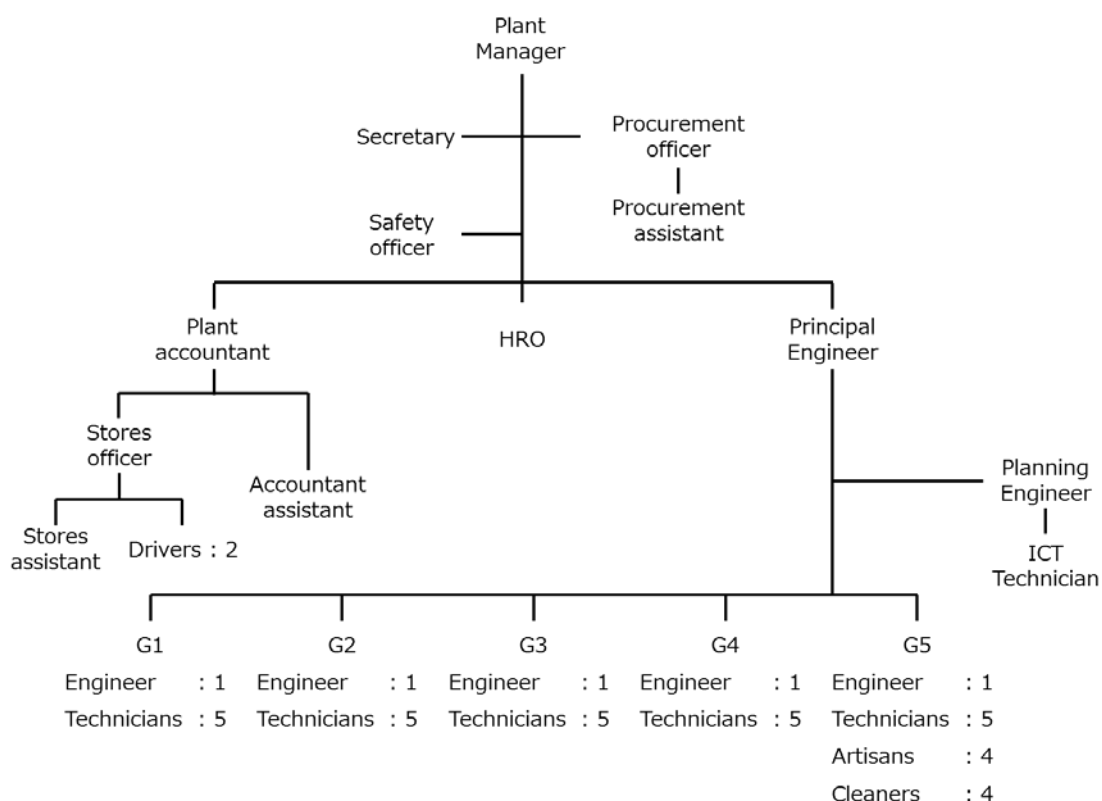 Plant
Manager
Secretary
Procurement
officer
Procurement
assistant
Safety
officer
Plant
accountant
HRO
Principal
Engineer
Stores
officer
Accountant
assistant
Planning
Engineer
Stores
assistant
Drivers : 2
ICT
Technician
G1
Engineer : 1
Technicians : 5
G2
Engineer : 1
Technicians : 5
G3
Engineer : 1
Technicians : 5
G4
Engineer : 1
Technicians : 5
G5
Engineer : 1
Technicians : 5
Artisans : 4
Cleaners : 4